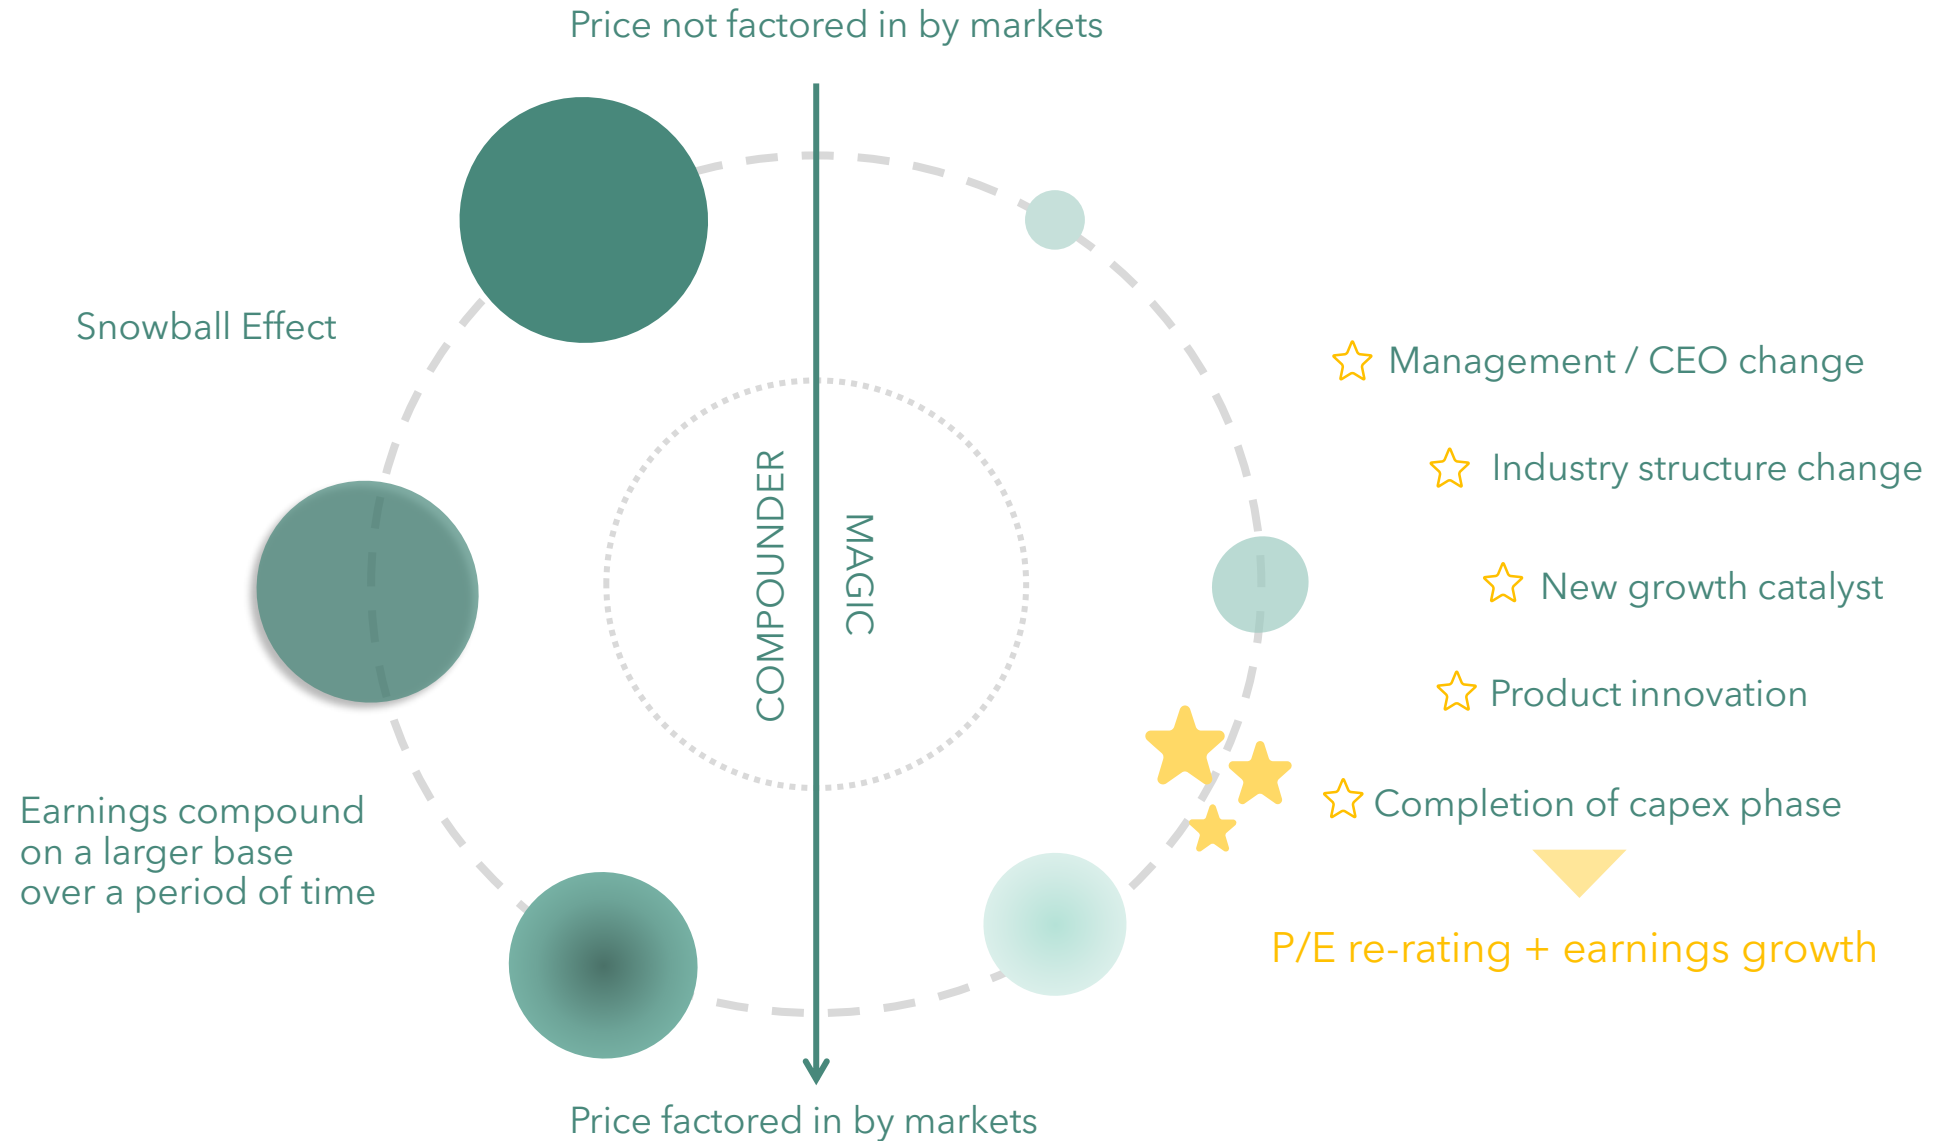 Price not factored in by markets
Snowball Effect
Earnings compound
on a larger base
over a period of time
COMPOUNDER
MAGIC
Management / CEO change
Industry structure change
New growth catalyst
Product innovation
Completion of capex phase
P/E re-rating + earnings growth
Price factored in by markets